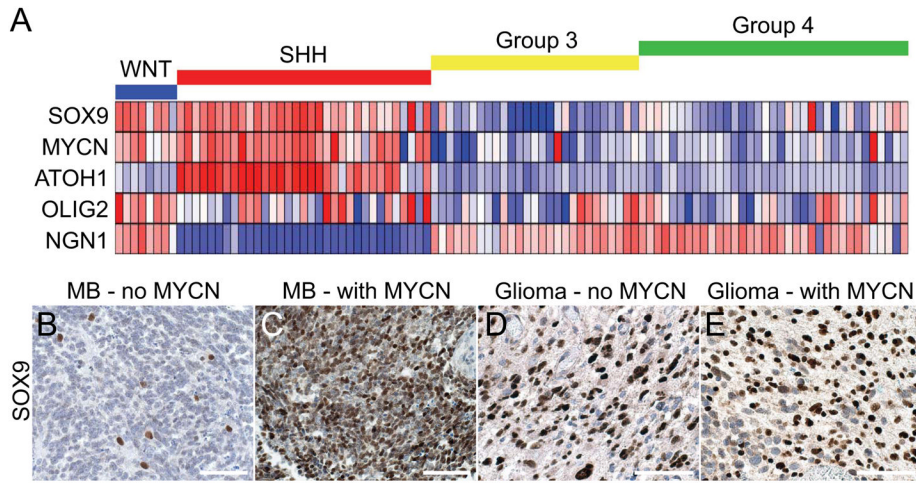 A
WNT
SHH
Group 3
Group 4
SOX9
MYCN
ATOH1
OLIG2
NGN1
MB - no MYCN
MB - with MYCN
Glioma - no MYCN
Glioma - with MYCN
B
C
D
E
SOX9